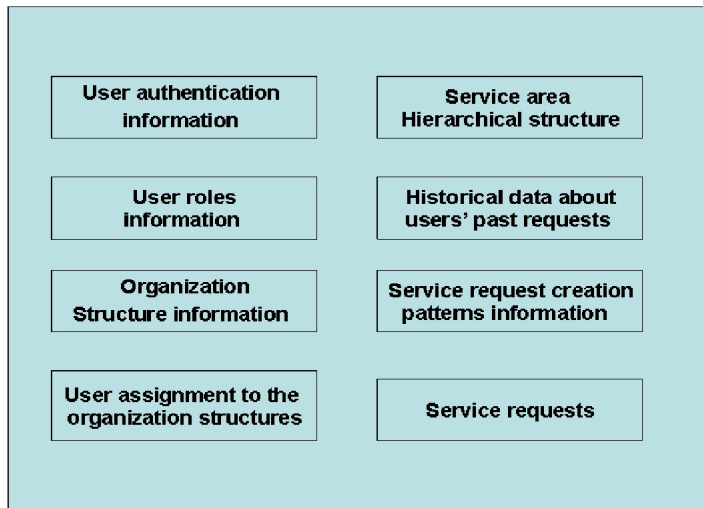 User authentication
information
User roles
information
Organization
Structure information
User assignment to the
organization structures
Service area
Hierarchical structure
Historical data about
users' past requests
Service request creation
patterns information
Service requests